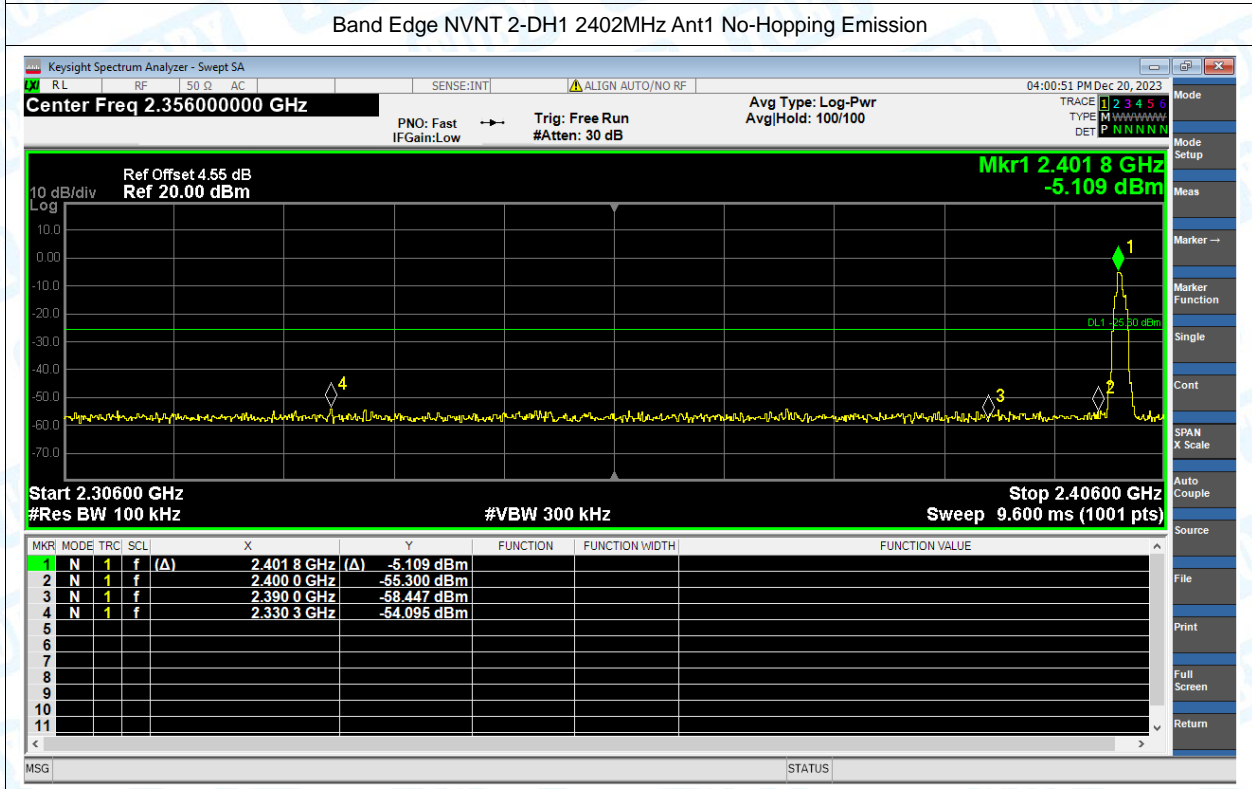 Band Edge NVNT 2-DH1 2402MHz Ant1 No-Hopping Emission
Keysight Spectrum Analyzer - Swept SA
LXI RL RF 50 Ω AC SENSE:INT ALIGN AUTO/NO RF 04:00:51 PM Dec 20, 2023
Center Freq 2.356000000 GHz
PNO: Fast
IFGain:Low
Trig: Free Run
#Atten: 30 dB
Avg Type: Log-Pwr
Avg|Hold: 100/100
TRACE 1 2 3 4 5 6
TYPE M WWWWW
DET P N N N N N
Ref Offset 4.55 dB
10 dB/div Ref 20.00 dBm
Log
Mkr1 2.401 8 GHz
-5.109 dBm
10.0
0.00
-10.0
-20.0
-30.0
-40.0
-50.0
-60.0
-70.0
1
DL1 -25.60 dBm
4
3
2
Start 2.30600 GHz Stop 2.40600 GHz
#Res BW 100 kHz #VBW 300 kHz Sweep 9.600 ms (1001 pts)
MKR MODE TRC SCL X Y FUNCTION FUNCTION WIDTH FUNCTION VALUE
1 N 1 f (Δ) 2.401 8 GHz (Δ) -5.109 dBm
2 N 1 f 2.400 0 GHz -55.300 dBm
3 N 1 f 2.390 0 GHz -58.447 dBm
4 N 1 f 2.330 3 GHz -54.095 dBm
5
6
7
8
9
10
11
MSG STATUS
Mode
Mode
Setup
Meas
Marker →
Marker
Function
Single
Cont
SPAN
X Scale
Auto
Couple
Source
File
Print
Full
Screen
Return